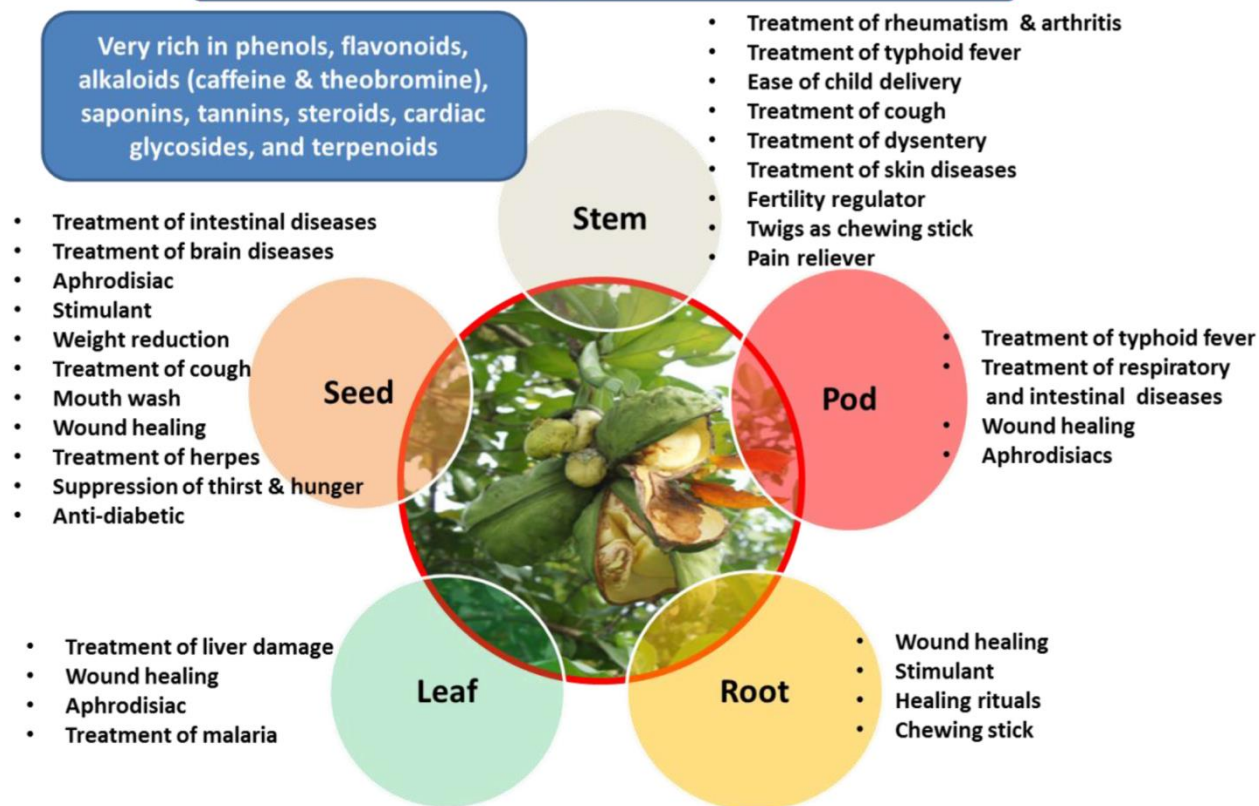 Very rich in phenols, flavonoids,
alkaloids (caffeine & theobromine),
saponins, tannins, steroids, cardiac
glycosides, and terpenoids
Stem
• Treatment of rheumatism & arthritis
• Treatment of typhoid fever
• Ease of child delivery
• Treatment of cough
• Treatment of dysentery
• Treatment of skin diseases
• Fertility regulator
• Twigs as chewing stick
• Pain reliever
Seed
• Treatment of intestinal diseases
• Treatment of brain diseases
• Aphrodisiac
• Stimulant
• Weight reduction
• Treatment of cough
• Mouth wash
• Wound healing
• Treatment of herpes
• Suppression of thirst & hunger
• Anti-diabetic
Pod
• Treatment of typhoid fever
• Treatment of respiratory
and intestinal diseases
• Wound healing
• Aphrodisiacs
Leaf
• Treatment of liver damage
• Wound healing
• Aphrodisiac
• Treatment of malaria
Root
• Wound healing
• Stimulant
• Healing rituals
• Chewing stick